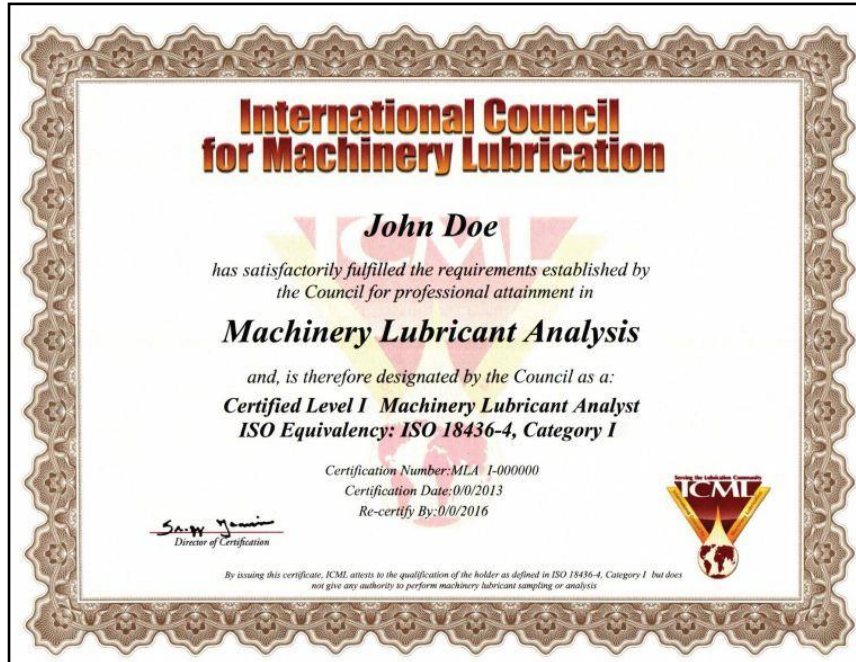 International Council
for Machinery Lubrication
John Doe
has satisfactorily fulfilled the requirements established by
the Council for professional attainment in
Machinery Lubricant Analysis
and, is therefore designated by the Council as a:
Certified Level I Machinery Lubricant Analyst
ISO Equivalency: ISO 18436-4, Category I
Certification Number:MLA I-000000
Certification Date:0/0/2013
Re-certify By:0/0/2016
Director of Certification
Serving the Lubrication Community
ICML
By issuing this certificate, ICML attests to the qualification of the holder as defined in ISO 18436-4, Category I but does
not give any authority to perform machinery lubricant sampling or analysis